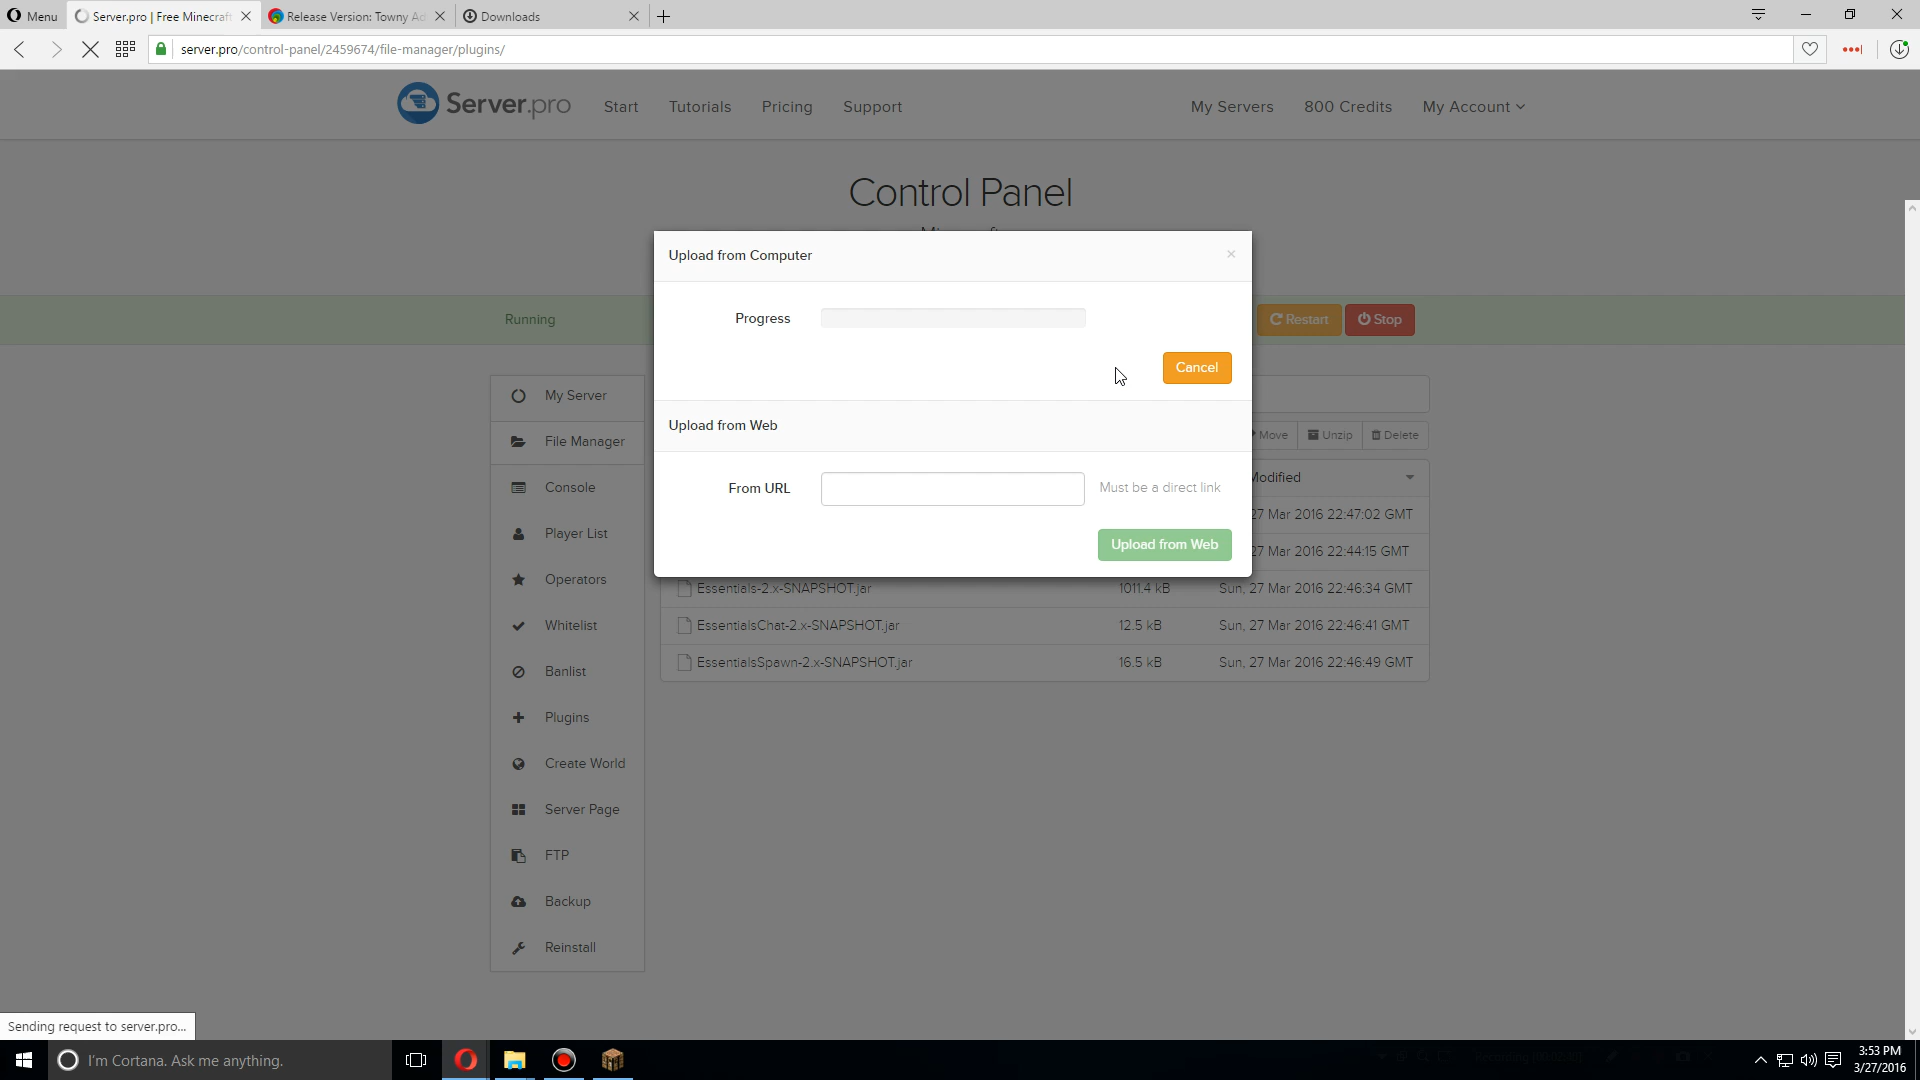 Menu
Server.pro | Free Minecraft
Release Version: Towny Ad
Downloads
server.pro/control-panel/2459674/file-manager/plugins/
Server.pro
Start
Tutorials
Pricing
Support
My Servers
800 Credits
My Account
Control Panel
Running
Restart
Stop
Upload from Computer
×
Progress
Cancel
Upload from Web
From URL
Must be a direct link
Upload from Web
My Server
File Manager
Console
Player List
Operators
Whitelist
Banlist
Plugins
Create World
Server Page
FTP
Backup
Reinstall
Move
Unzip
Delete
Modified
27 Mar 2016 22:47:02 GMT
27 Mar 2016 22:44:15 GMT
Essentials-2.x-SNAPSHOT.jar 1011.4 kB Sun, 27 Mar 2016 22:46:34 GMT
EssentialsChat-2.x-SNAPSHOT.jar 12.5 kB Sun, 27 Mar 2016 22:46:41 GMT
EssentialsSpawn-2.x-SNAPSHOT.jar 16.5 kB Sun, 27 Mar 2016 22:46:49 GMT
Sending request to server.pro...
I'm Cortana. Ask me anything.
3:53 PM
3/27/2016